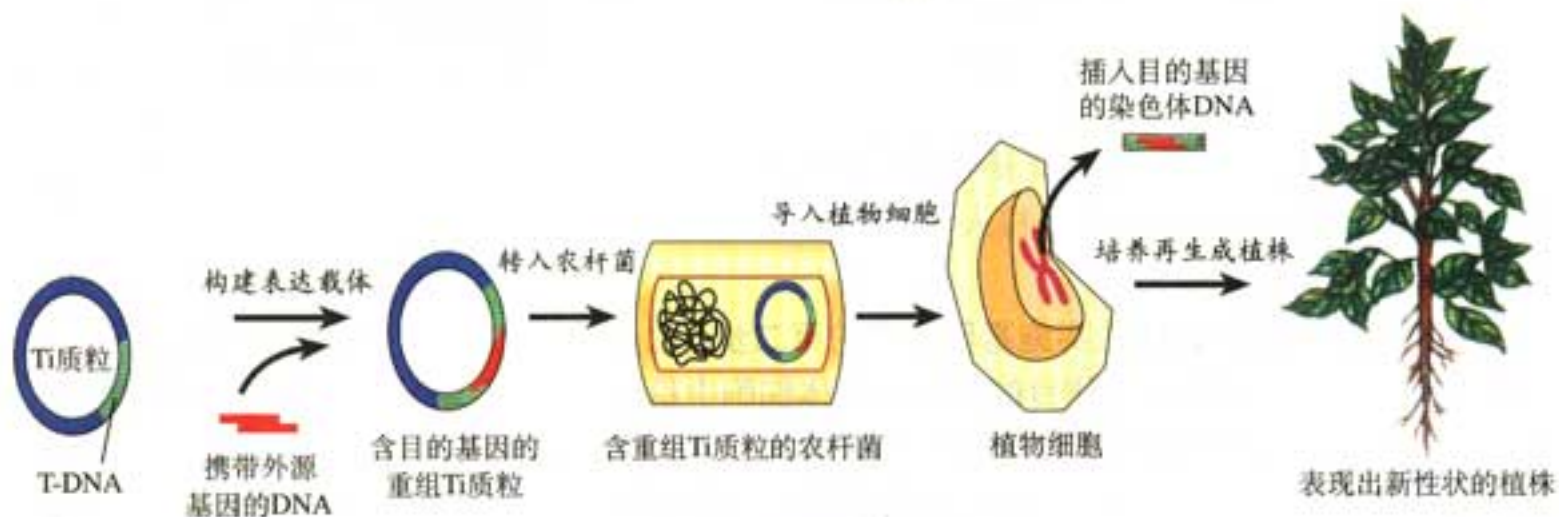 插入目的基因
的染色体DNA
导入植物细胞
构建表达载体
转入农杆菌
培养再生成植株
Ti质粒
T-DNA
携带外源
基因的DNA
含目的基因的
重组Ti质粒
含重组Ti质粒的农杆菌
植物细胞
表现出新性状的植株